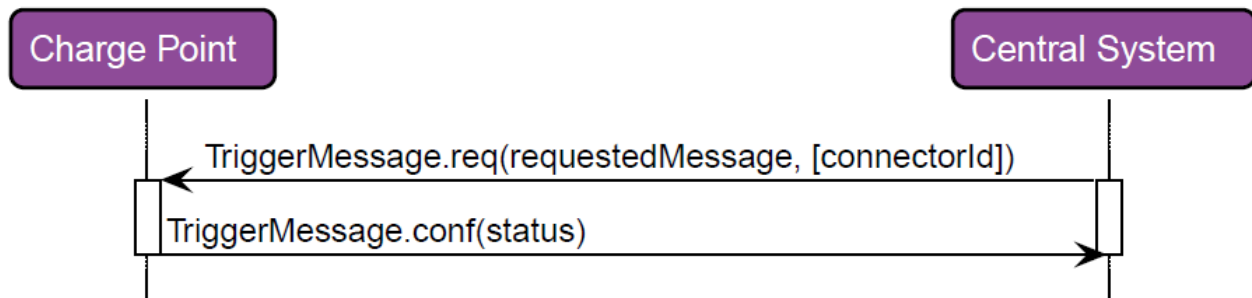 Charge Point
Central System
TriggerMessage.req(requestedMessage, [connectorId])
TriggerMessage.conf(status)